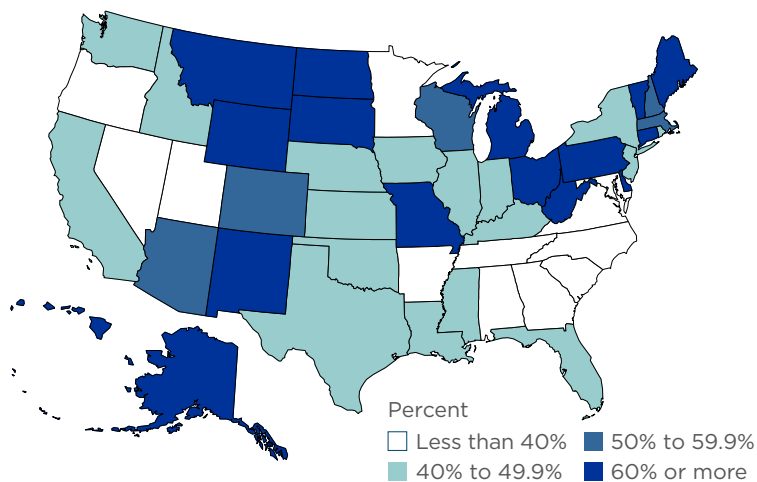 Percent
Less than 40%
50% to 59.9%
40% to 49.9%
60% or more